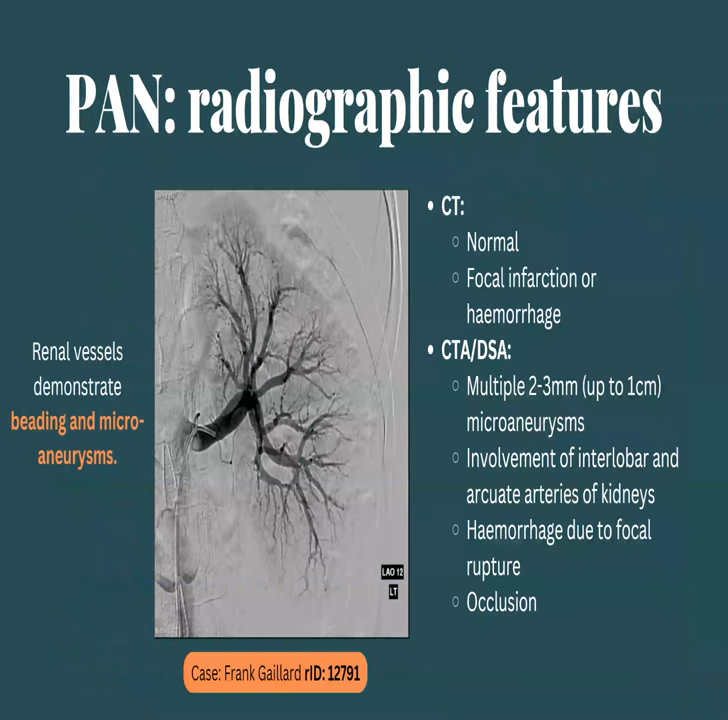 PAN: radiographic features
Renal vessels
demonstrate
beading and micro-
aneurysms.
LAO 12
LT
Case: Frank Gaillard rID: 12791
• CT:
○ Normal
○ Focal infarction or
haemorrhage
• CTA/DSA:
○ Multiple 2-3mm (up to 1cm)
microaneurysms
○ Involvement of interlobar and
arcuate arteries of kidneys
○ Haemorrhage due to focal
rupture
○ Occlusion